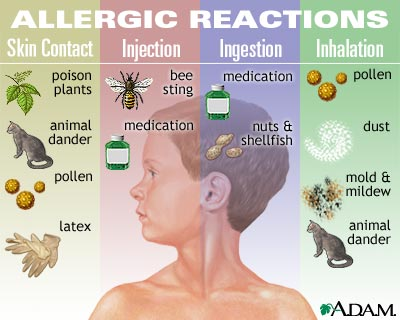 ALLERGIC REACTIONS
Skin Contact
poison
plants
animal
dander
pollen
latex
Injection
bee
sting
medication
Ingestion
medication
nuts &
shellfish
Inhalation
pollen
dust
mold &
mildew
animal
dander
A.D.A.M.